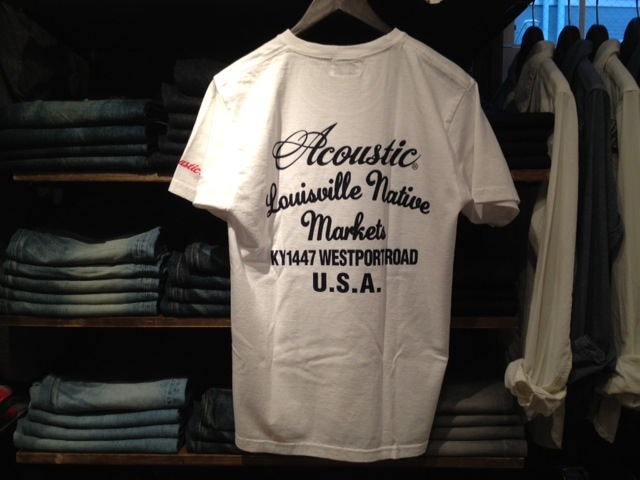 Acoustic®
Louisville Native
Markets
KY1447 WESTPORTROAD
U.S.A.